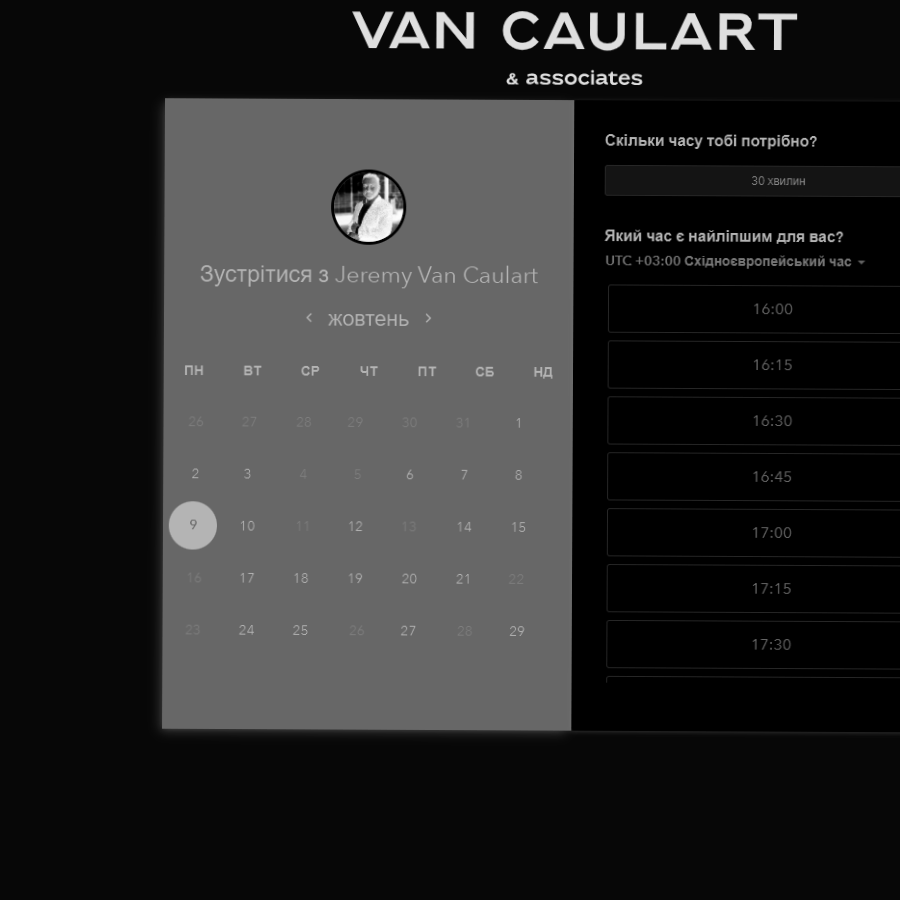 VAN CAULART
& associates
Зустрітися з Jeremy Van Caulart
жовтень
ПН ВТ СР ЧТ ПТ СБ НД
26 27 28 29 30 31 1
2 3 4 5 6 7 8
9 10 11 12 13 14 15
16 17 18 19 20 21 22
23 24 25 26 27 28 29
Скільки часу тобі потрібно?
30 хвилин
Який час є найліпшим для вас?
UTC +03:00 Східноєвропейський час
16:00
16:15
16:30
16:45
17:00
17:15
17:30